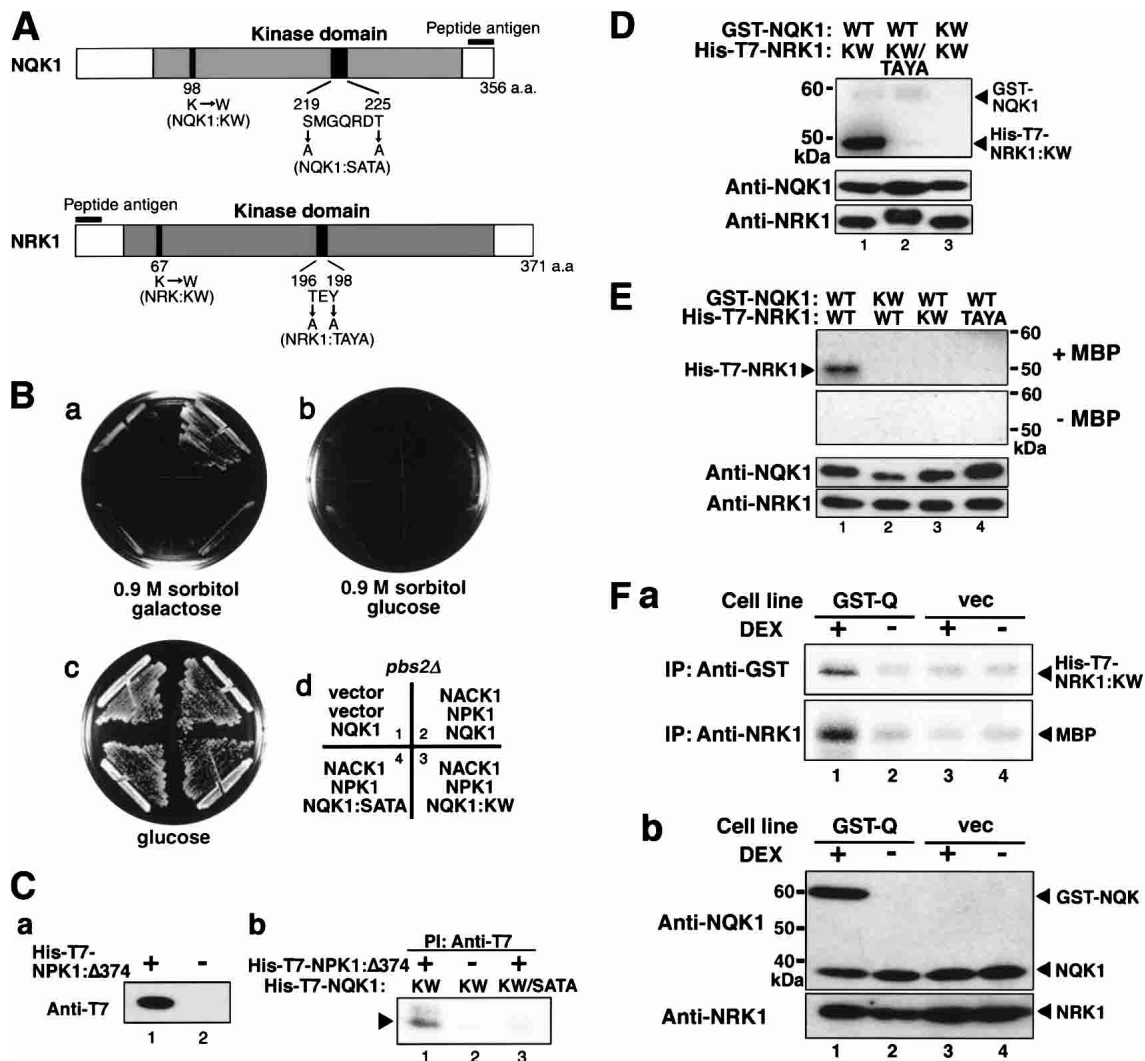 A
Kinase domain
Peptide antigen
NQK1
98
K→W
(NQK1:KW)
219 225
SMGQRDT
A A
(NQK1:SATA)
356 a.a.
Peptide antigen
Kinase domain
NRK1
67
K→W
(NRK:KW)
196 198
TEY
A A
(NRK1:TAYA)
371 a.a
B
a
0.9 M sorbitol
galactose
b
0.9 M sorbitol
glucose
c
glucose
d
pbs2Δ
vector
vector
NQK1 1
NACK1
NPK1
2 NQK1
4
NACK1
NPK1
NQK1:SATA
3
NACK1
NPK1
NQK1:KW
C
a
His-T7-
NPK1:Δ374 + -
Anti-T7
1 2
b
PI: Anti-T7
His-T7-NPK1:Δ374 + - +
His-T7-NQK1: KW KW KW/SATA
1 2 3
D
GST-NQK1: WT WT KW
His-T7-NRK1: KW KW/ KW
TAYA
60
50
kDa
GST-
NQK1
His-T7-
NRK1:KW
Anti-NQK1
Anti-NRK1
1 2 3
E
GST-NQK1: WT KW WT WT
His-T7-NRK1: WT WT KW TAYA
His-T7-NRK1
60
50
+ MBP
60
50
kDa
- MBP
Anti-NQK1
Anti-NRK1
1 2 3 4
F a
Cell line GST-Q vec
DEX + - + -
IP: Anti-GST
His-T7-
NRK1:KW
IP: Anti-NRK1
MBP
1 2 3 4
b
Cell line GST-Q vec
DEX + - + -
Anti-NQK1
60
50
40
kDa
GST-NQK
NQK1
Anti-NRK1
NRK1
1 2 3 4